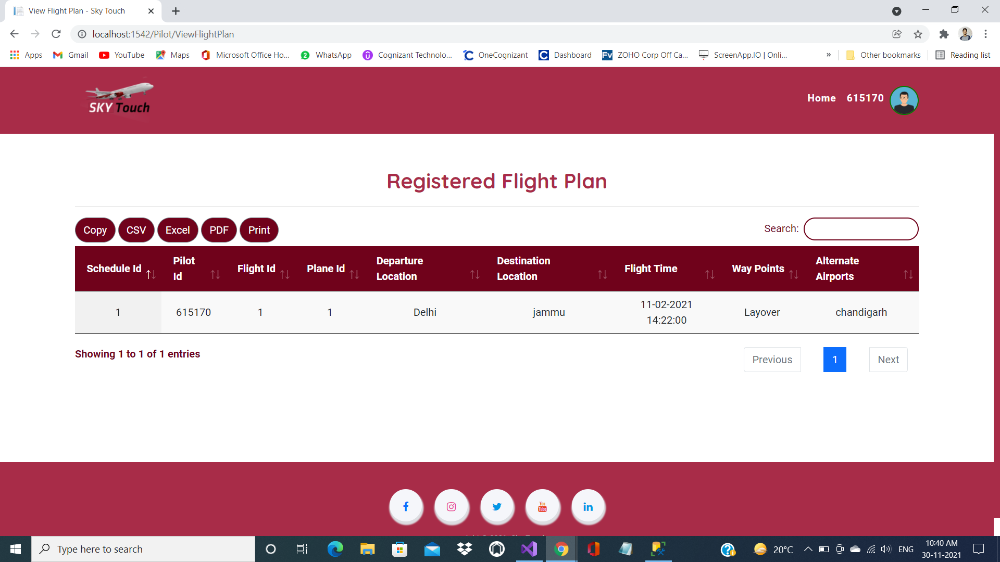 View Flight Plan - Sky Touch
localhost:1542/Pilot/ViewFlightPlan
Apps Gmail YouTube Maps Microsoft Office Ho... 2 WhatsApp Cognizant Technolo... OneCognizant Dashboard Fv ZOHO Corp Off Ca... ScreenApp.IO | Onli... » Other bookmarks Reading list
SKY Touch
Home 615170
Registered Flight Plan
Copy CSV Excel PDF Print Search:
Schedule Id Pilot Id Flight Id Plane Id Departure Location Destination Location Flight Time Way Points Alternate Airports
1 615170 1 1 Delhi jammu 11-02-2021 14:22:00 Layover chandigarh
Showing 1 to 1 of 1 entries
Previous 1 Next
You Tube
Type here to search
20°C ENG 10:40 AM
30-11-2021